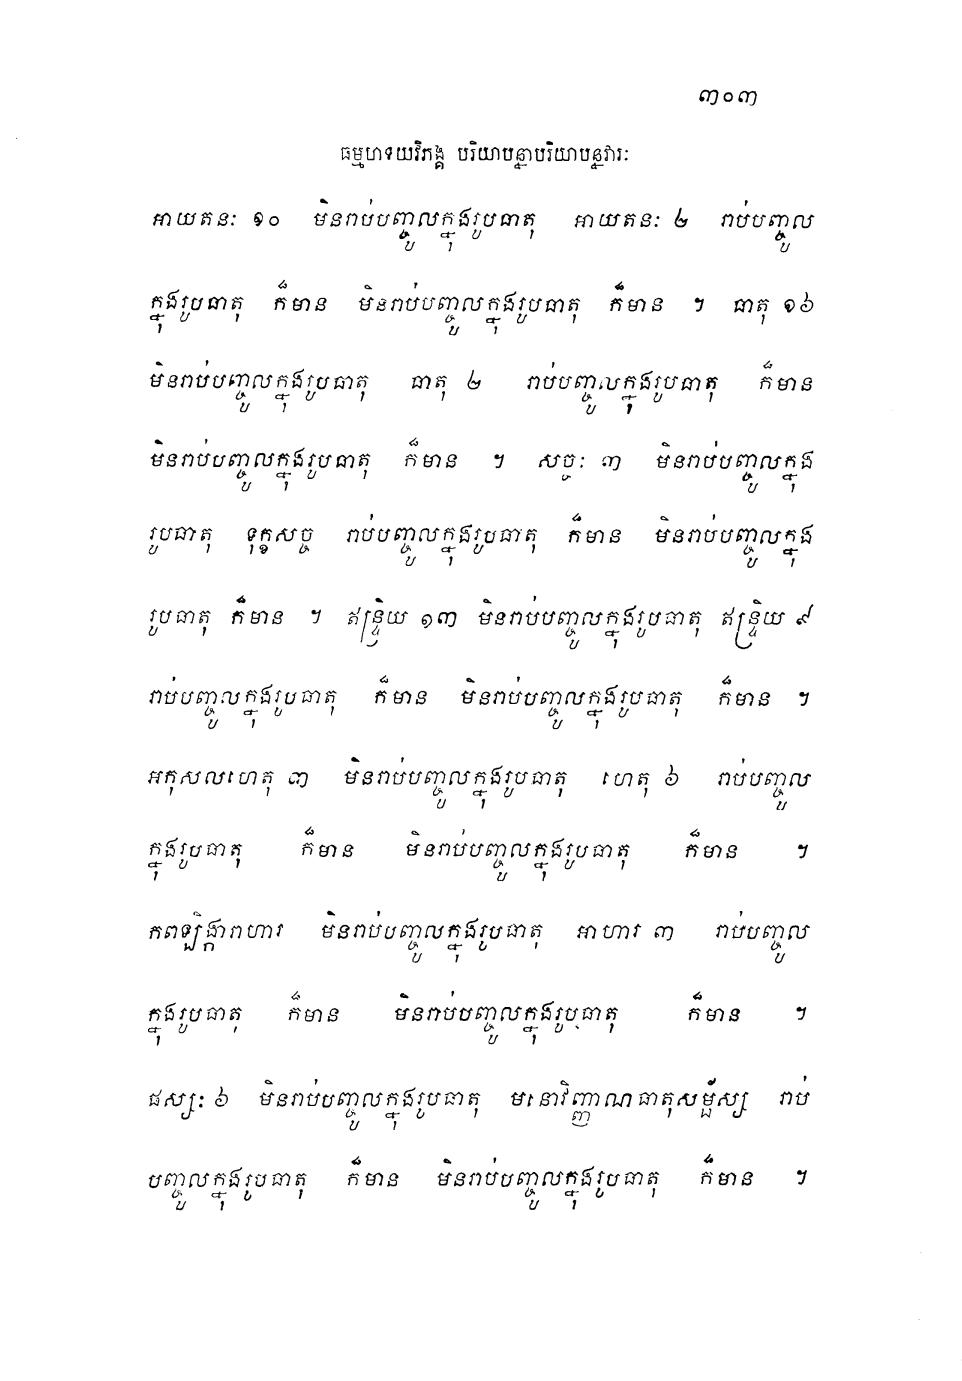 ៣០៣
ធម្មហទយវិភង្គ បរិយាបន្នាបរិយាបន្នវារៈ
អាយតនៈ ១០ មិនរាប់បញ្ចូលក្នុងរូបធាតុ អាយតនៈ ២ រាប់បញ្ចូល
ក្នុងរូបធាតុ ក៏មាន មិនរាប់បញ្ចូលក្នុងរូបធាតុ ក៏មាន ។ ធាតុ ១៦
មិនរាប់បញ្ចូលក្នុងរូបធាតុ ធាតុ ២ រាប់បញ្ចូលក្នុងរូបធាតុ ក៏មាន
មិនរាប់បញ្ចូលក្នុងរូបធាតុ ក៏មាន ។ សច្ចៈ ៣ មិនរាប់បញ្ចូលក្នុង
រូបធាតុ ទុក្ខសច្ច រាប់បញ្ចូលក្នុងរូបធាតុ ក៏មាន មិនរាប់បញ្ចូលក្នុង
រូបធាតុ ក៏មាន ។ ឥន្ទ្រិយ ១៣ មិនរាប់បញ្ចូលក្នុងរូបធាតុ ឥន្ទ្រិយ ៩
រាប់បញ្ចូលក្នុងរូបធាតុ ក៏មាន មិនរាប់បញ្ចូលក្នុងរូបធាតុ ក៏មាន ។
អកុសលហេតុ ៣ មិនរាប់បញ្ចូលក្នុងរូបធាតុ ហេតុ ៦ រាប់បញ្ចូល
ក្នុងរូបធាតុ ក៏មាន មិនរាប់បញ្ចូលក្នុងរូបធាតុ ក៏មាន ។
កពឡិង្ការាហារ មិនរាប់បញ្ចូលក្នុងរូបធាតុ អាហារ ៣ រាប់បញ្ចូល
ក្នុងរូបធាតុ ក៏មាន មិនរាប់បញ្ចូលក្នុងរូបធាតុ ក៏មាន ។
ផស្សៈ ៦ មិនរាប់បញ្ចូលក្នុងរូបធាតុ មនោវិញ្ញាណធាតុសម្ផ័ស្ស រាប់
បញ្ចូលក្នុងរូបធាតុ ក៏មាន មិនរាប់បញ្ចូលក្នុងរូបធាតុ ក៏មាន ។